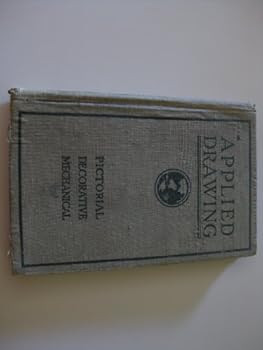 APPLIED
DRAWING
PICTORIAL
DECORATIVE
MECHANICAL